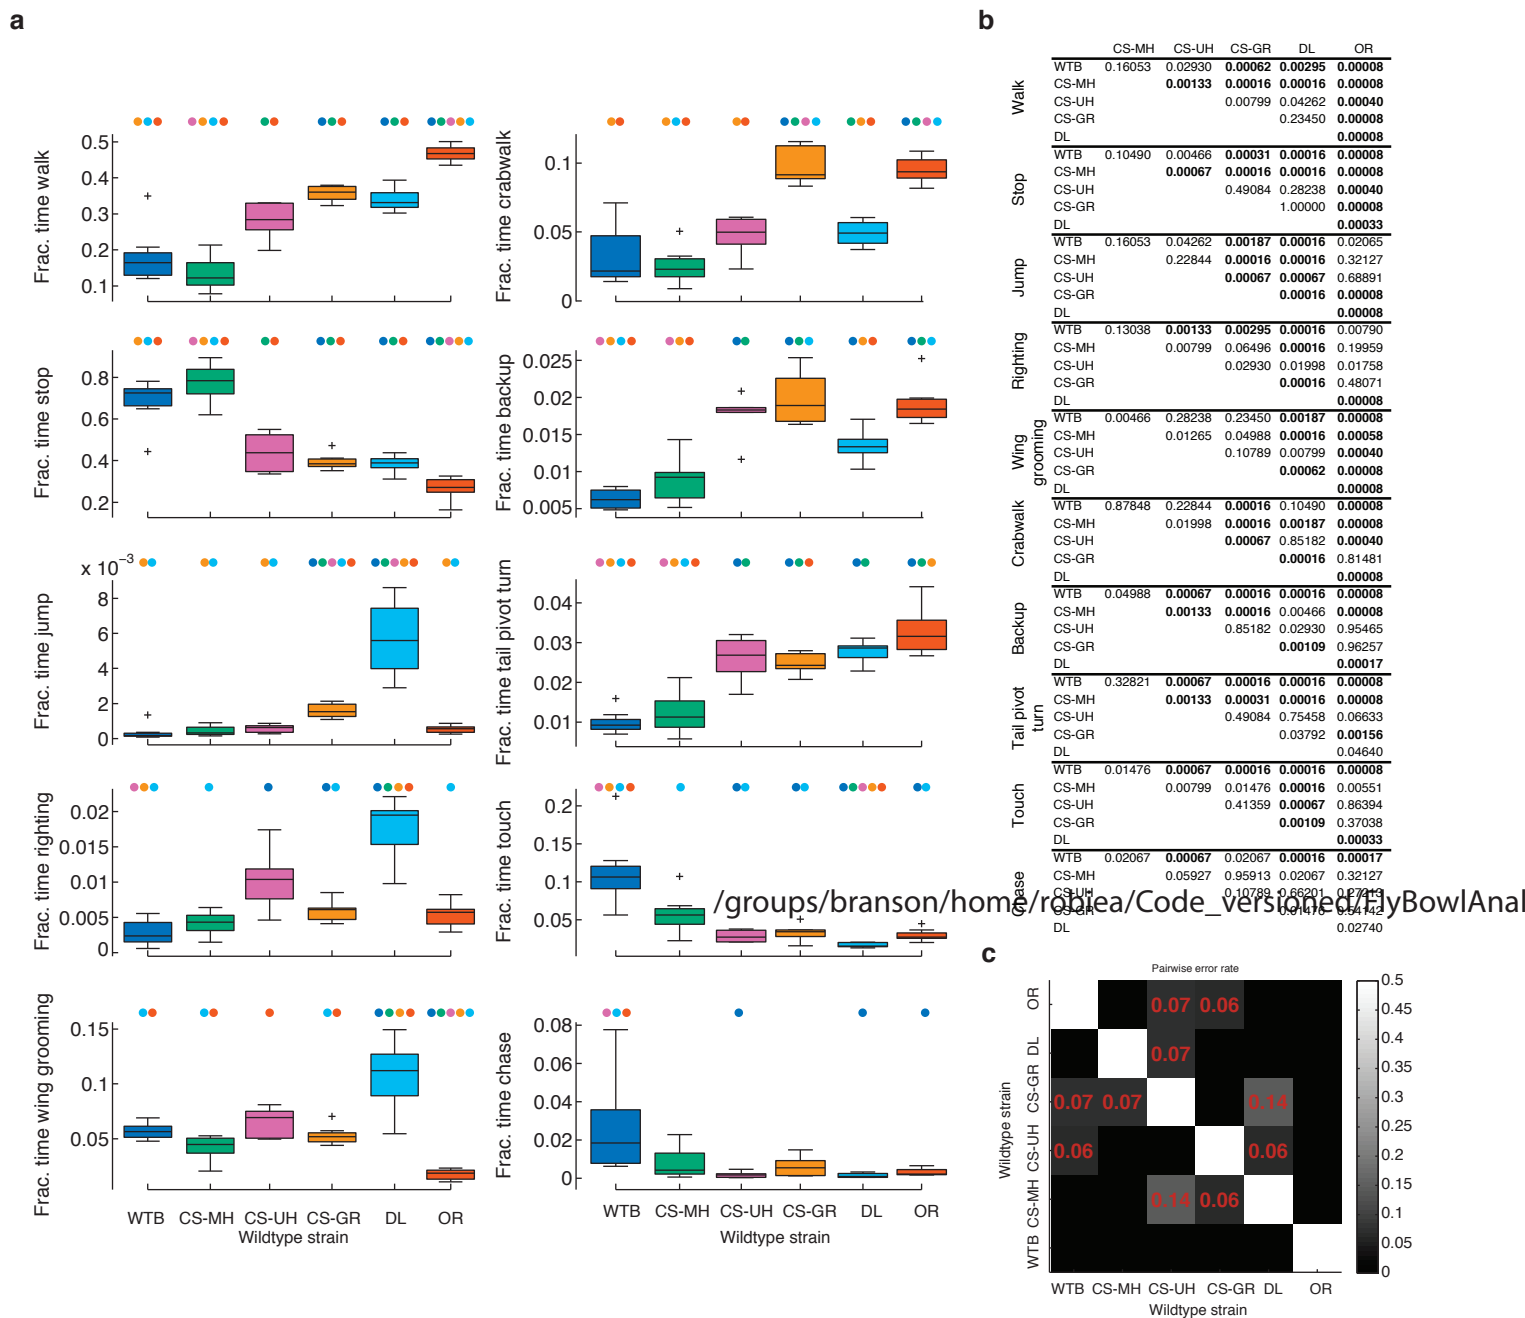 a
Frac. time walk
0.5
0.4
0.3
0.2
0.1
Frac. time crabwalk
0.1
0.05
0
Frac. time stop
0.8
0.6
0.4
0.2
Frac. time backup
0.025
0.02
0.015
0.01
0.005
Frac. time jump
x 10⁻³
8
6
4
2
0
Frac. time tail pivot turn
0.04
0.03
0.02
0.01
Frac. time righting
0.02
0.015
0.01
0.005
0
Frac. time touch
0.2
0.15
0.1
0.05
Frac. time wing grooming
0.15
0.1
0.05
WTB CS-MH CS-UH CS-GR DL OR
Wildtype strain
Frac. time chase
0.08
0.06
0.04
0.02
0
WTB CS-MH CS-UH CS-GR DL OR
Wildtype strain
b
CS-MH CS-UH CS-GR DL OR
Walk
WTB 0.16053 0.02930 0.00062 0.00295 0.00008
CS-MH 0.00133 0.00016 0.00016 0.00008
CS-UH 0.00799 0.04262 0.00040
CS-GR 0.23450 0.00008
DL 0.00008
Stop
WTB 0.10490 0.00466 0.00031 0.00016 0.00008
CS-MH 0.00067 0.00016 0.00016 0.00008
CS-UH 0.49084 0.28238 0.00040
CS-GR 1.00000 0.00008
DL 0.00033
Jump
WTB 0.16053 0.04262 0.00187 0.00016 0.02065
CS-MH 0.22844 0.00016 0.00016 0.32127
CS-UH 0.00067 0.00067 0.68891
CS-GR 0.00016 0.00008
DL 0.00008
Righting
WTB 0.13038 0.00133 0.00295 0.00016 0.00790
CS-MH 0.00799 0.06496 0.00016 0.19959
CS-UH 0.02930 0.01998 0.01758
CS-GR 0.00016 0.48071
DL 0.00008
Wing
grooming
WTB 0.00466 0.28238 0.23450 0.00187 0.00008
CS-MH 0.01265 0.04988 0.00016 0.00058
CS-UH 0.10789 0.00799 0.00040
CS-GR 0.00062 0.00008
DL 0.00008
Crabwalk
WTB 0.87848 0.22844 0.00016 0.10490 0.00008
CS-MH 0.01998 0.00016 0.00187 0.00008
CS-UH 0.00067 0.85182 0.00040
CS-GR 0.00016 0.81481
DL 0.00008
Backup
WTB 0.04988 0.00067 0.00016 0.00016 0.00008
CS-MH 0.00133 0.00016 0.00466 0.00008
CS-UH 0.85182 0.02930 0.95465
CS-GR 0.00109 0.96257
DL 0.00017
Tail pivot
turn
WTB 0.32821 0.00067 0.00016 0.00016 0.00008
CS-MH 0.00133 0.00031 0.00016 0.00008
CS-UH 0.49084 0.75458 0.06633
CS-GR 0.03792 0.00156
DL 0.04640
Touch
WTB 0.01476 0.00067 0.00016 0.00016 0.00008
CS-MH 0.00799 0.01476 0.00016 0.00551
CS-UH 0.41359 0.00067 0.86394
CS-GR 0.00109 0.37038
DL 0.00033
Chase
WTB 0.02067 0.00067 0.02067 0.00016 0.00017
CS-MH 0.05927 0.95913 0.02067 0.32127
CS-UH 0.10789 0.66201
CS-GR
DL 0.02740
/groups/branson/home/robiea/Code_versioned/FlyBowlAnal
c
Pairwise error rate
Wildtype strain
OR 0.07 0.06
DL 0.07
CS-GR 0.07 0.07 0.14
CS-UH 0.06 0.06
CS-MH 0.14 0.06
WTB
WTB CS-MH CS-UH CS-GR DL OR
Wildtype strain
0.5
0.45
0.4
0.35
0.3
0.25
0.2
0.15
0.1
0.05
0